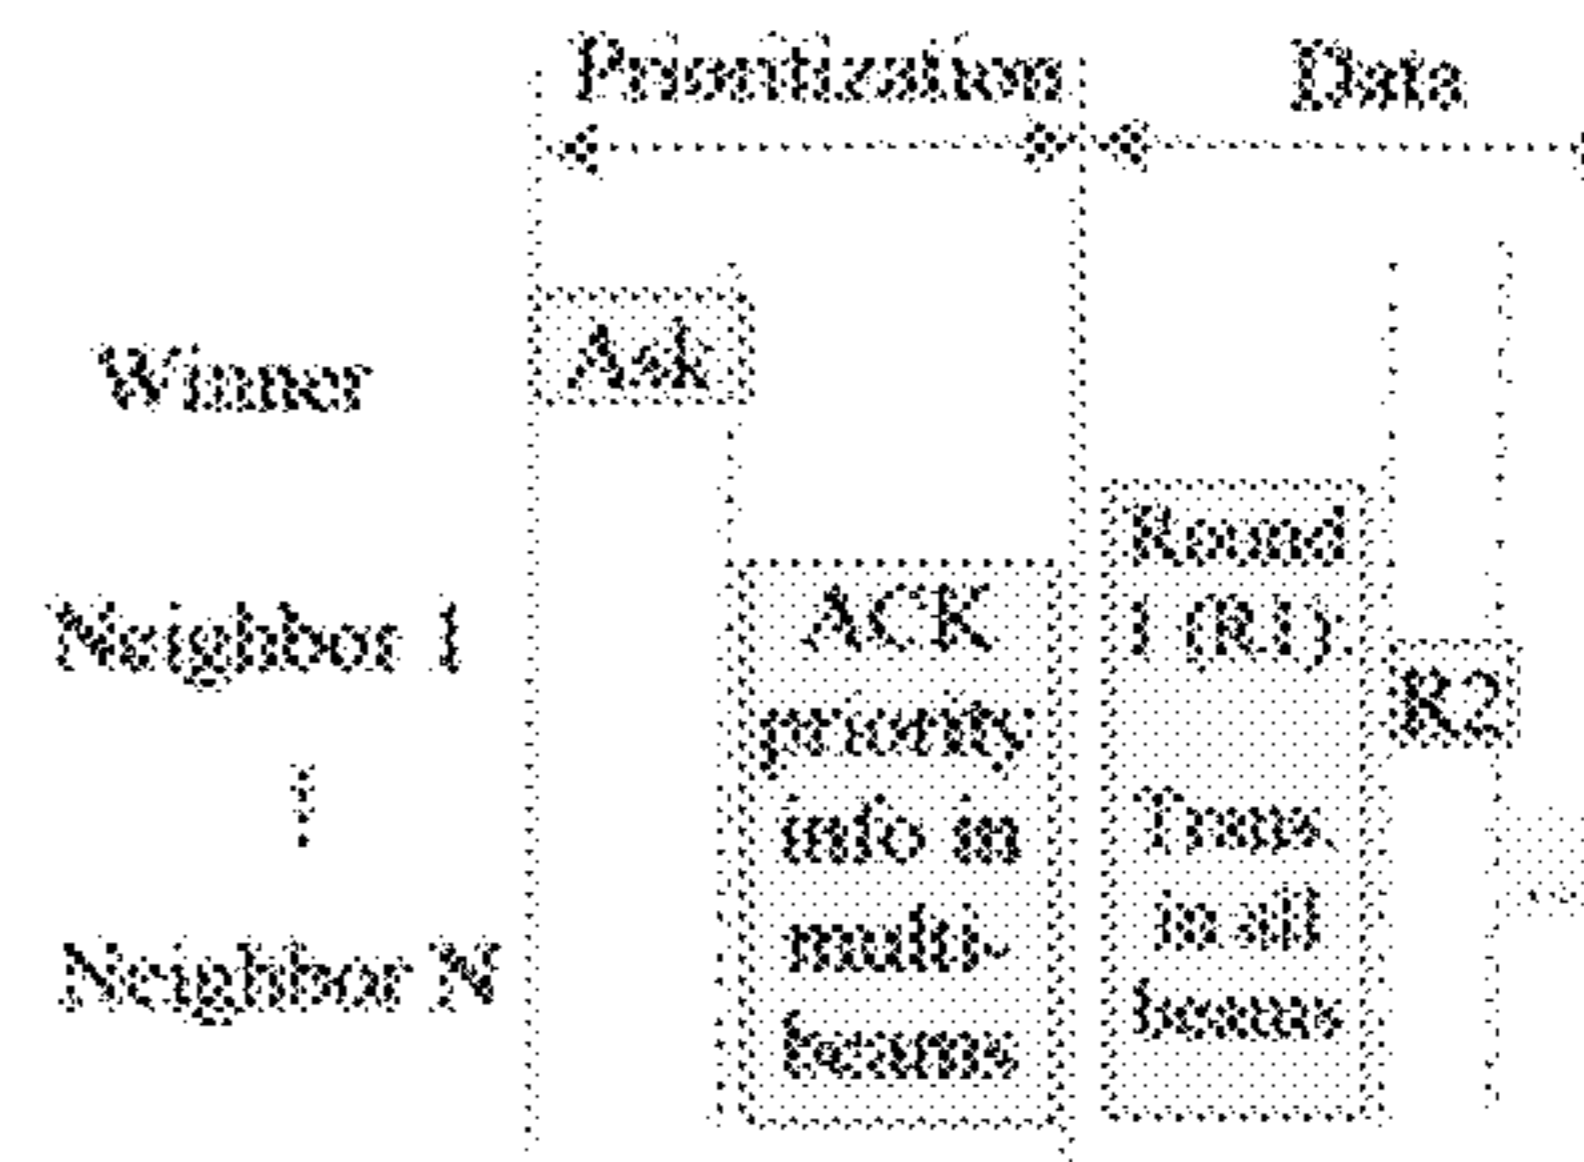 Prioritization
Data
Winner
Ask
Neighbor 1
Neighbor N
ACK
priority
info in
multi-
beams
Round
1 (R1):
Trans.
in all
beams
R2